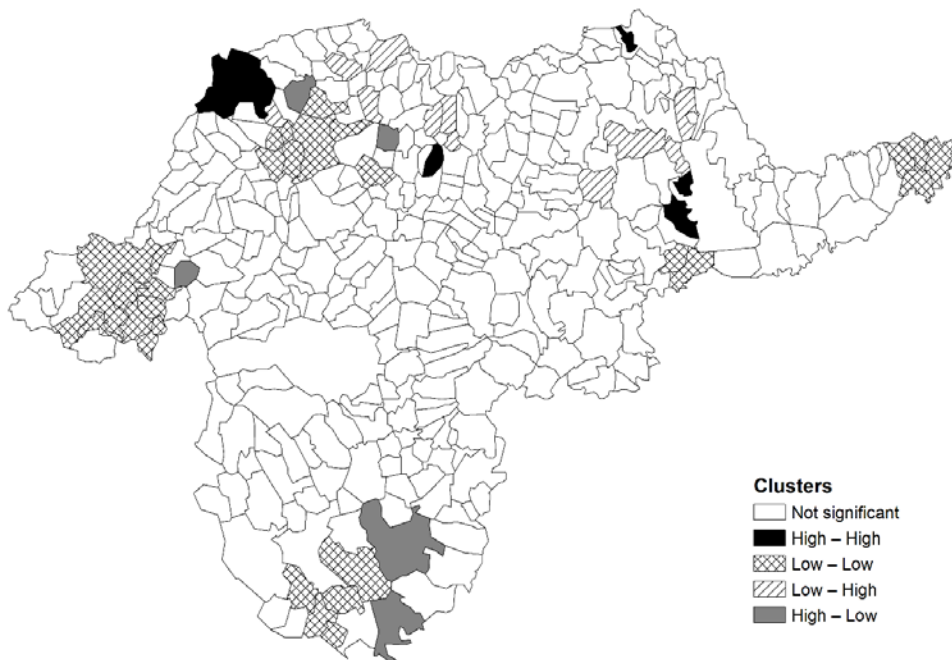 Clusters
Not significant
High – High
Low – Low
Low – High
High – Low